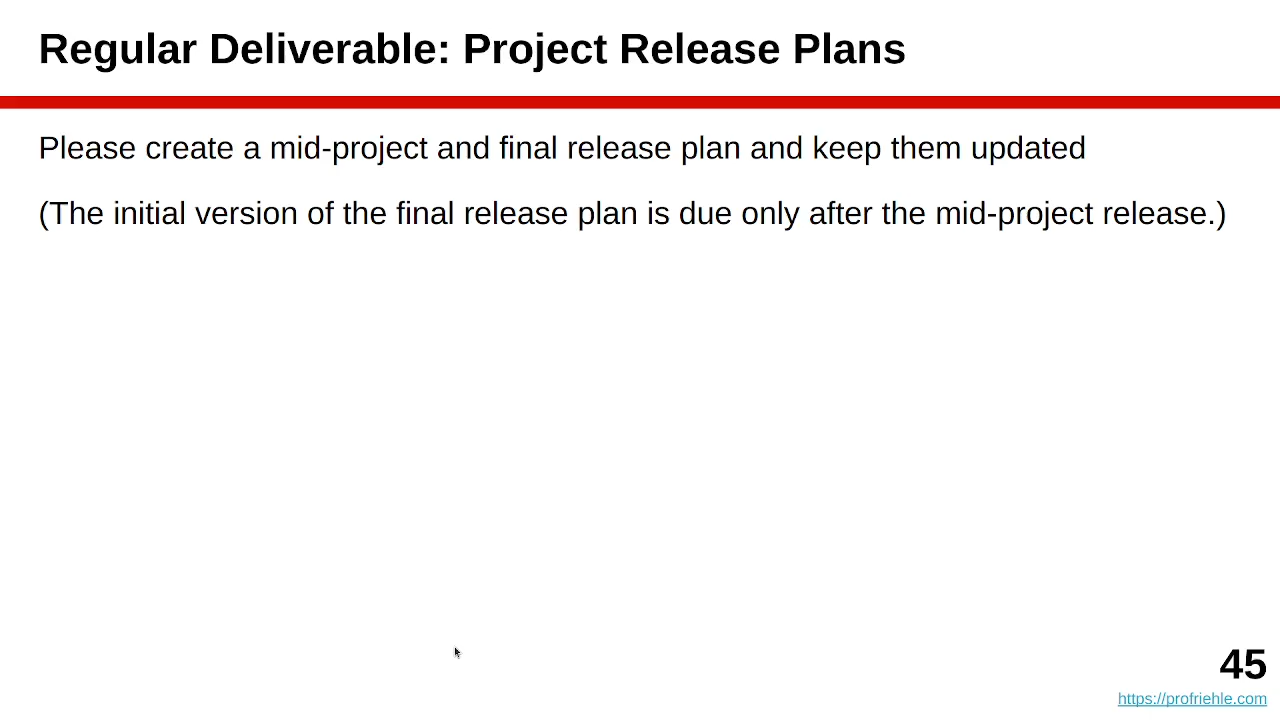 Regular Deliverable: Project Release Plans
Please create a mid-project and final release plan and keep them updated
(The initial version of the final release plan is due only after the mid-project release.)
45
https://profriehle.com